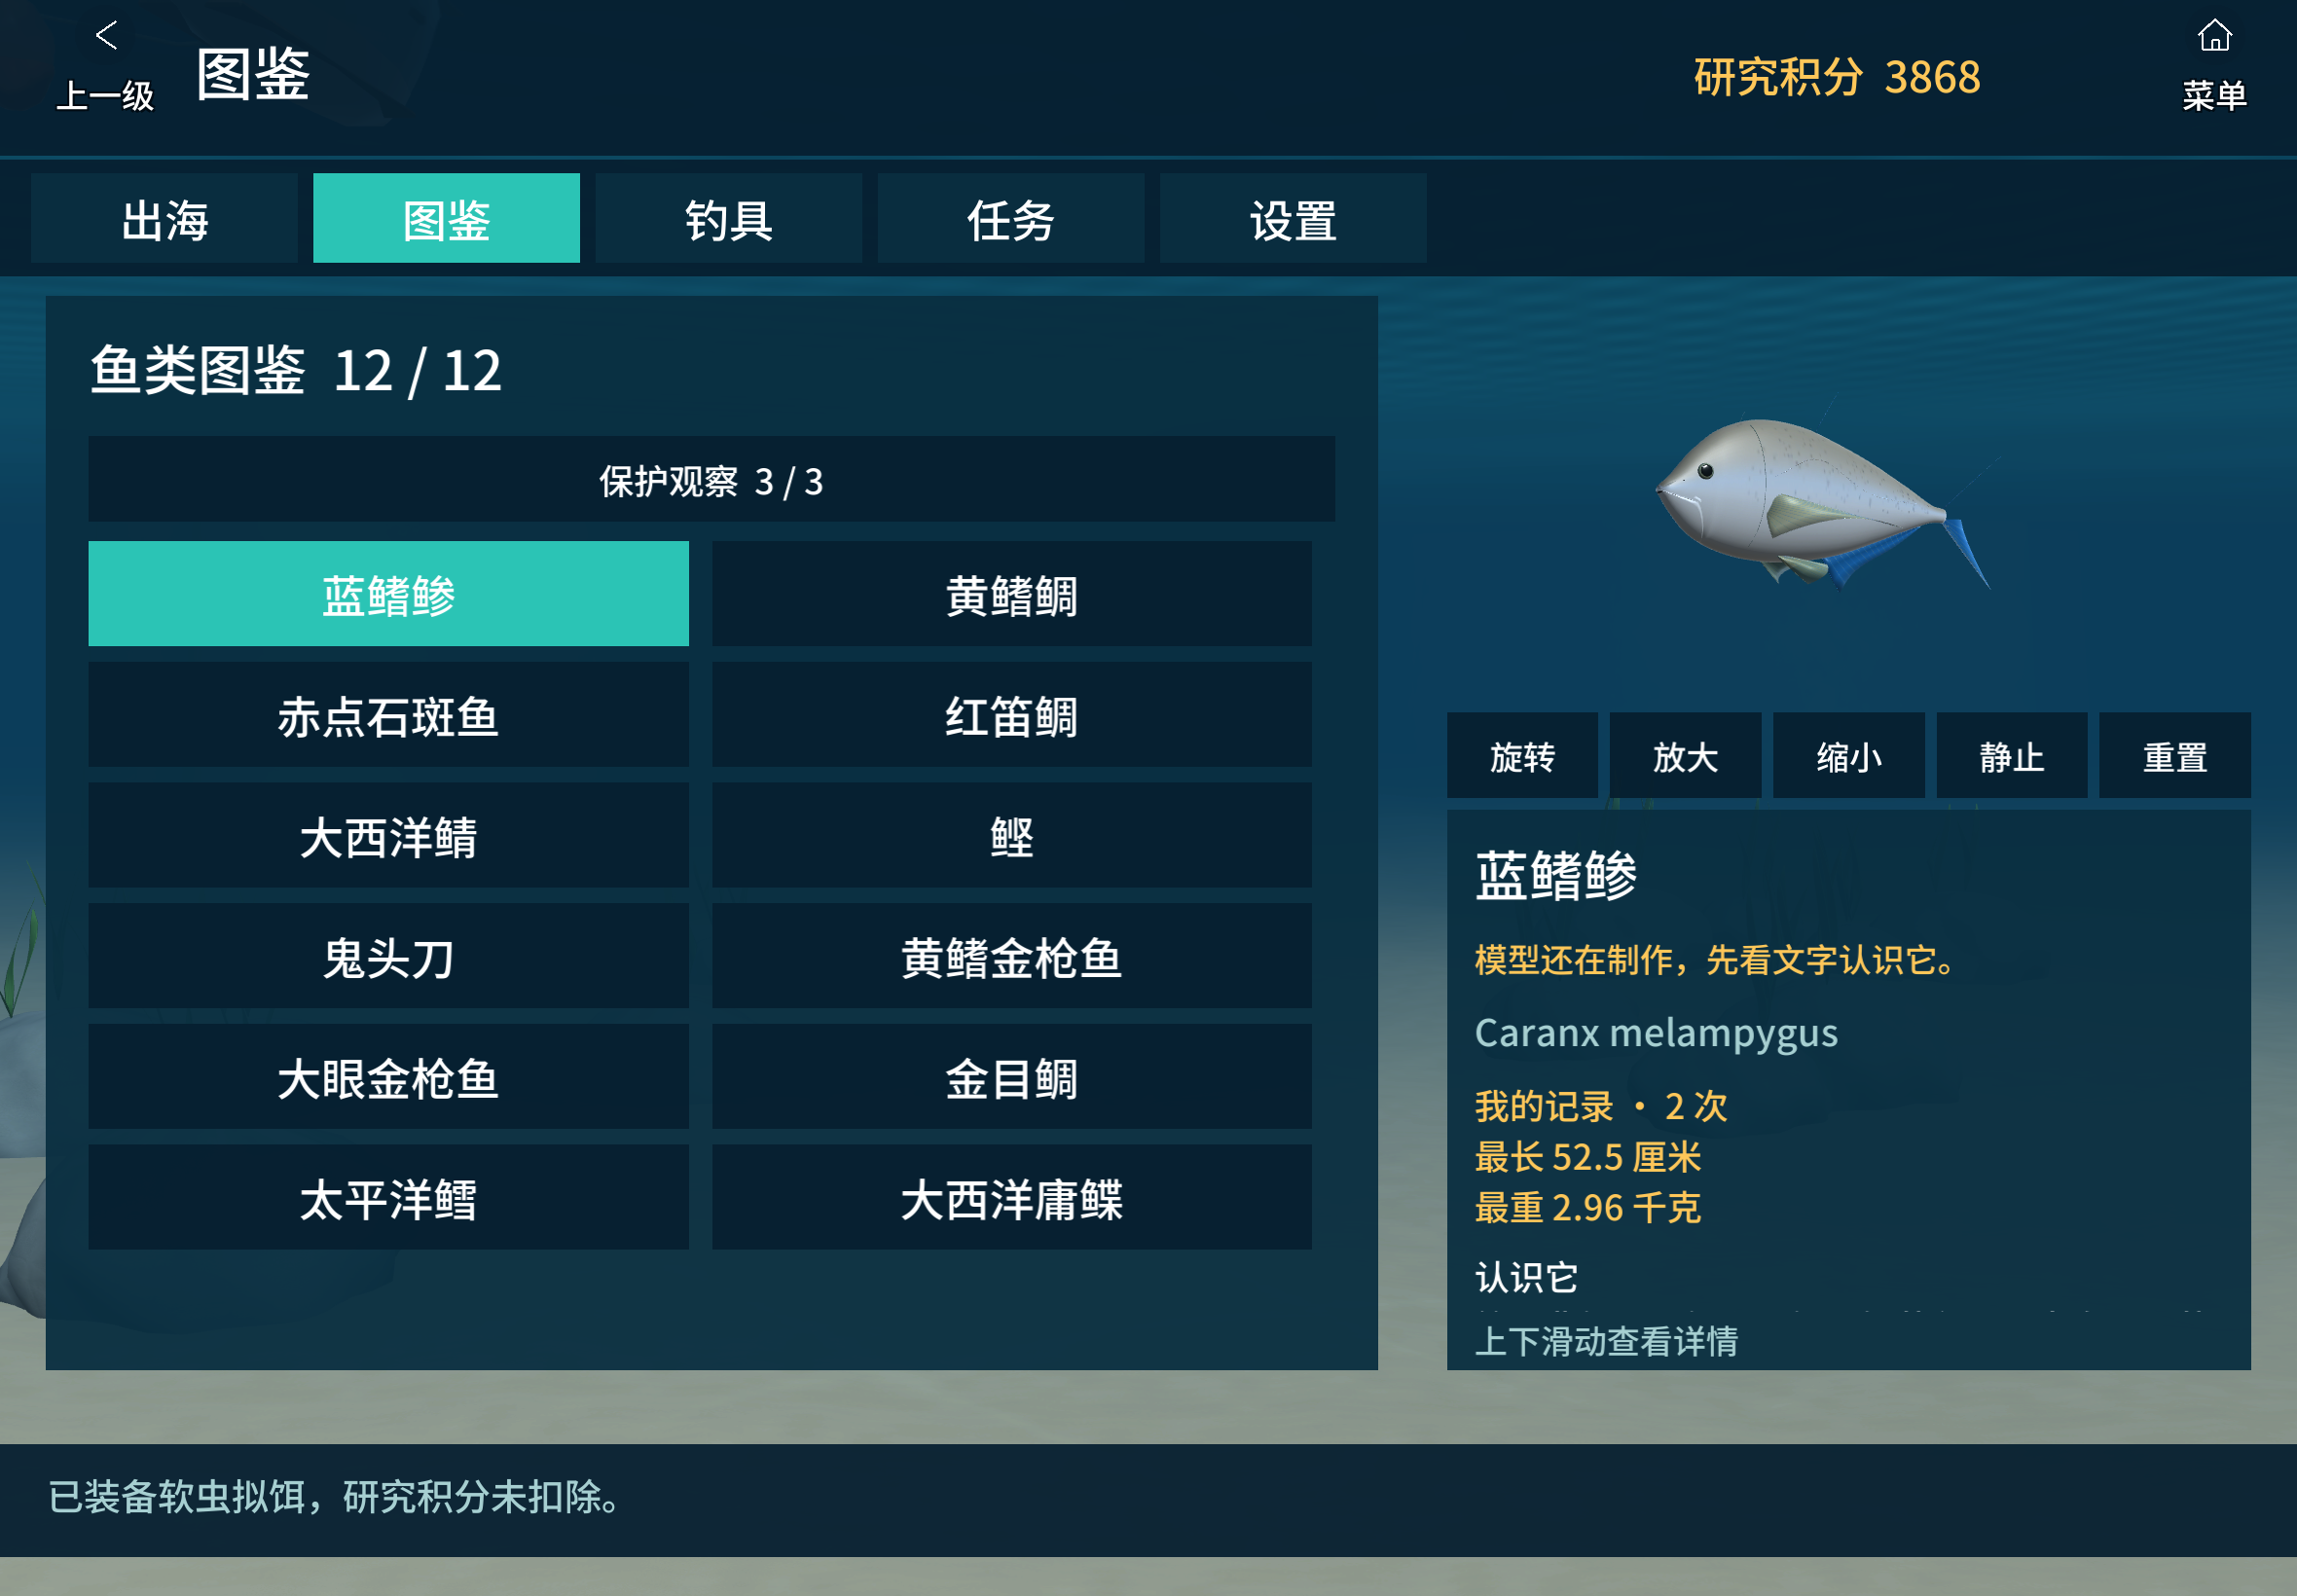 上一级
图鉴
研究积分 3868
菜单
出海
图鉴
钓具
任务
设置
鱼类图鉴 12 / 12
保护观察 3 / 3
蓝鳍鲹
黄鳍鲷
赤点石斑鱼
红笛鲷
大西洋鲭
鲣
鬼头刀
黄鳍金枪鱼
大眼金枪鱼
金目鲷
太平洋鳕
大西洋庸鲽
旋转
放大
缩小
静止
重置
蓝鳍鲹
模型还在制作，先看文字认识它。
Caranx melampygus
我的记录 · 2 次
最长 52.5 厘米
最重 2.96 千克
认识它
上下滑动查看详情
已装备软虫拟饵，研究积分未扣除。